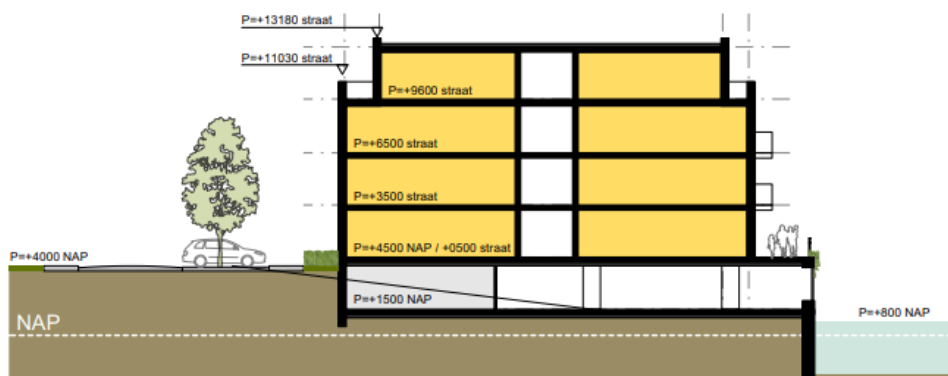 P=+13180 straat
P=+11030 straat
P=+9600 straat
P=+6500 straat
P=+3500 straat
P=+4500 NAP / +0500 straat
P=+4000 NAP
P=+1500 NAP
P=+800 NAP
NAP